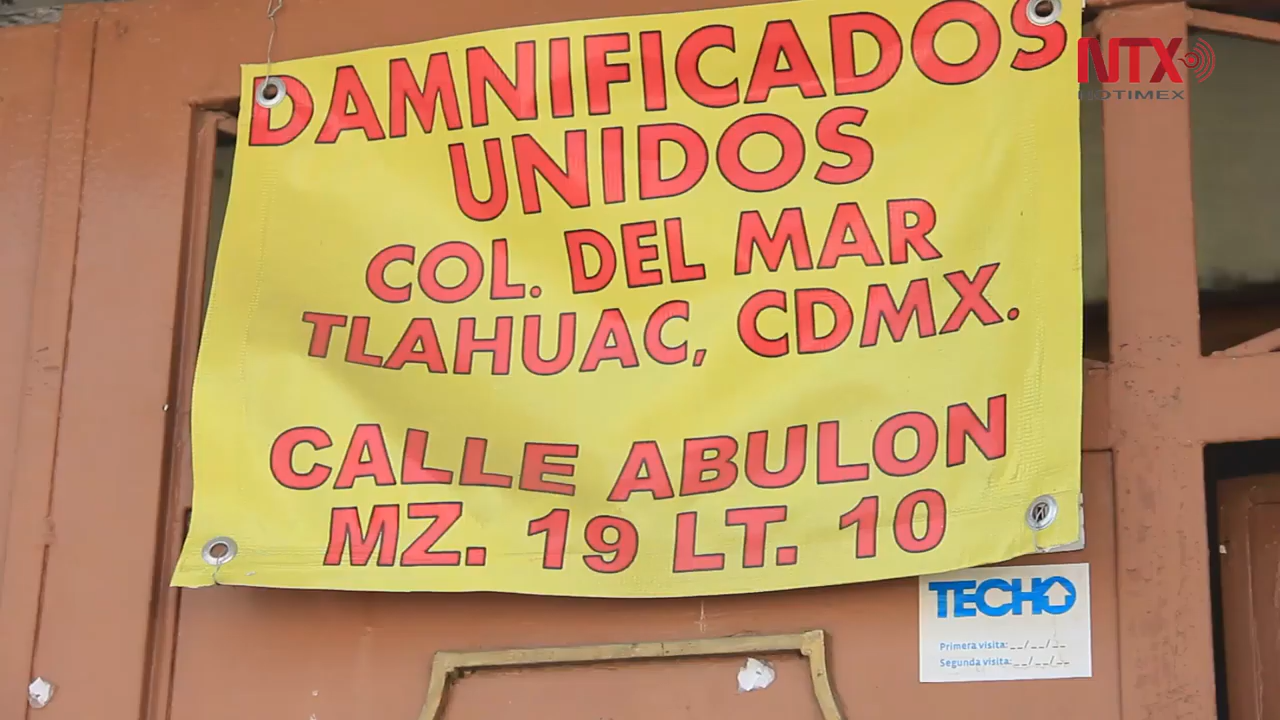 DAMNIFICADOS
UNIDOS
COL. DEL MAR
TLAHUAC, CDMX.
CALLE ABULON
MZ. 19 LT. 10
NTX
NOTIMEX
TECHO
Primera visita: __/__/__
Segunda visita: __/__/__